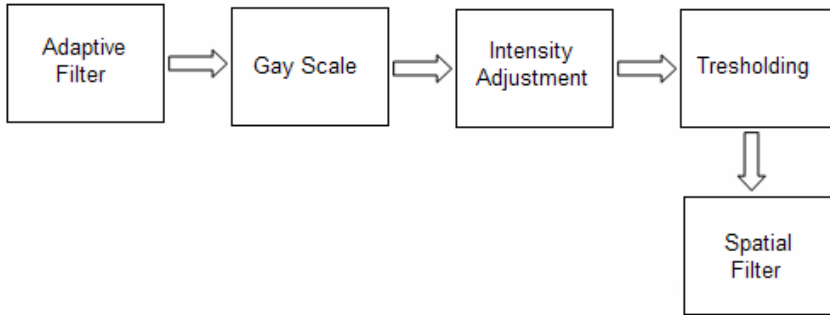 Adaptive
Filter
Gay Scale
Intensity
Adjustment
Tresholding
Spatial
Filter